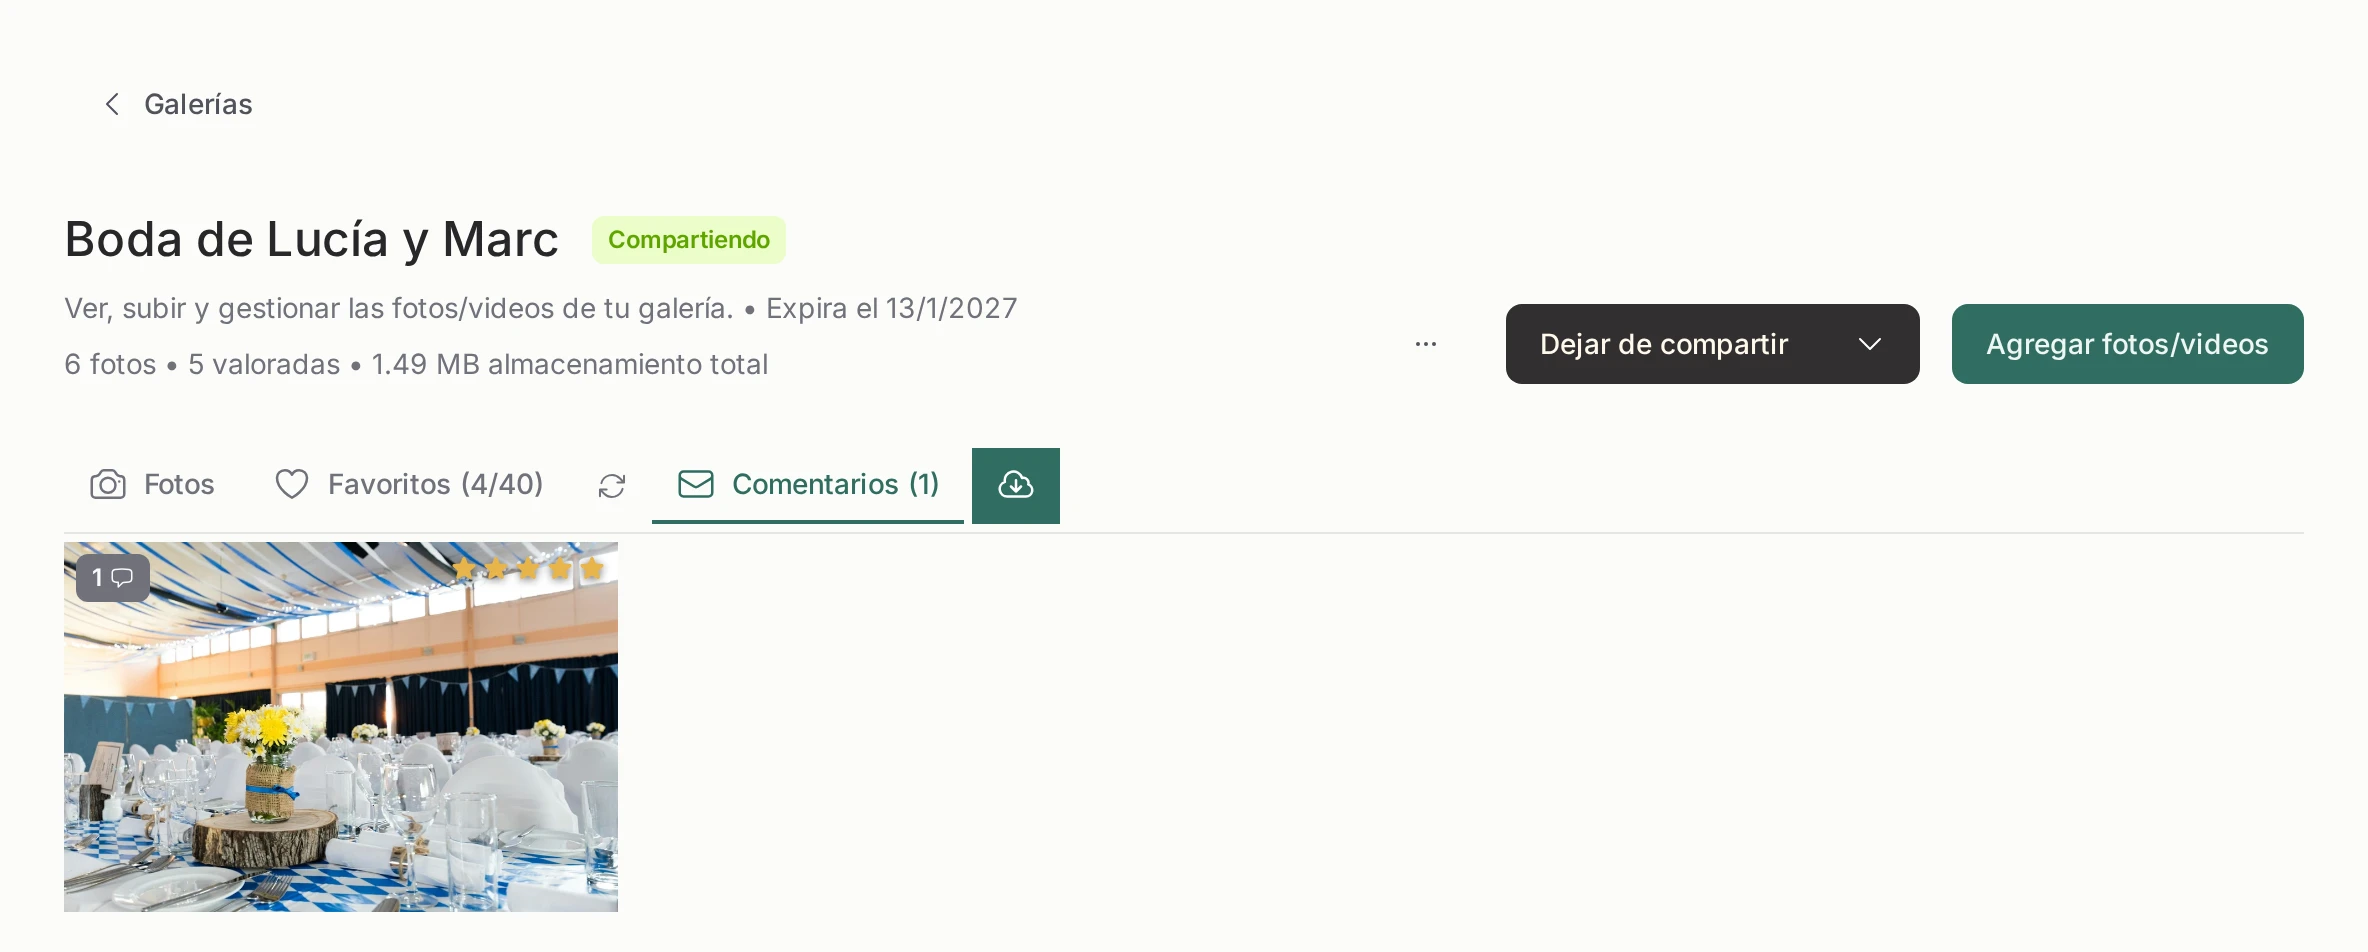 Galerías
Boda de Lucía y Marc
Compartiendo
Ver, subir y gestionar las fotos/videos de tu galería. • Expira el 13/1/2027
6 fotos • 5 valoradas • 1.49 MB almacenamiento total
Dejar de compartir
Agregar fotos/videos
Fotos
Favoritos (4/40)
Comentarios (1)
1